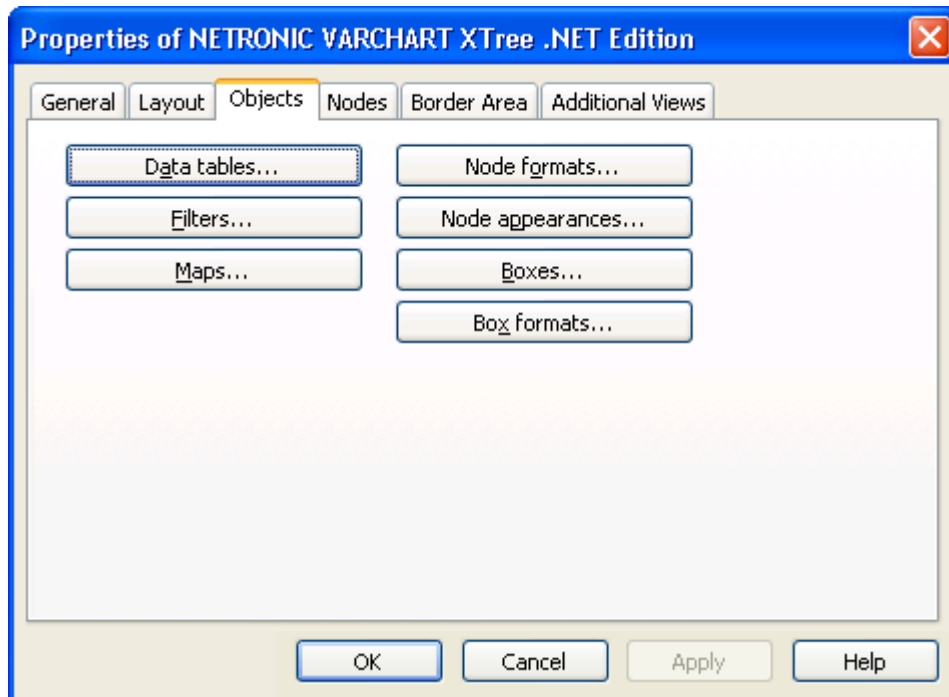 Properties of NETRONIC VARCHART XTree .NET Edition
General Layout Objects Nodes Border Area Additional Views
Data tables... Node formats...
Filters... Node appearances...
Maps... Boxes...
Box formats...
OK Cancel Apply Help